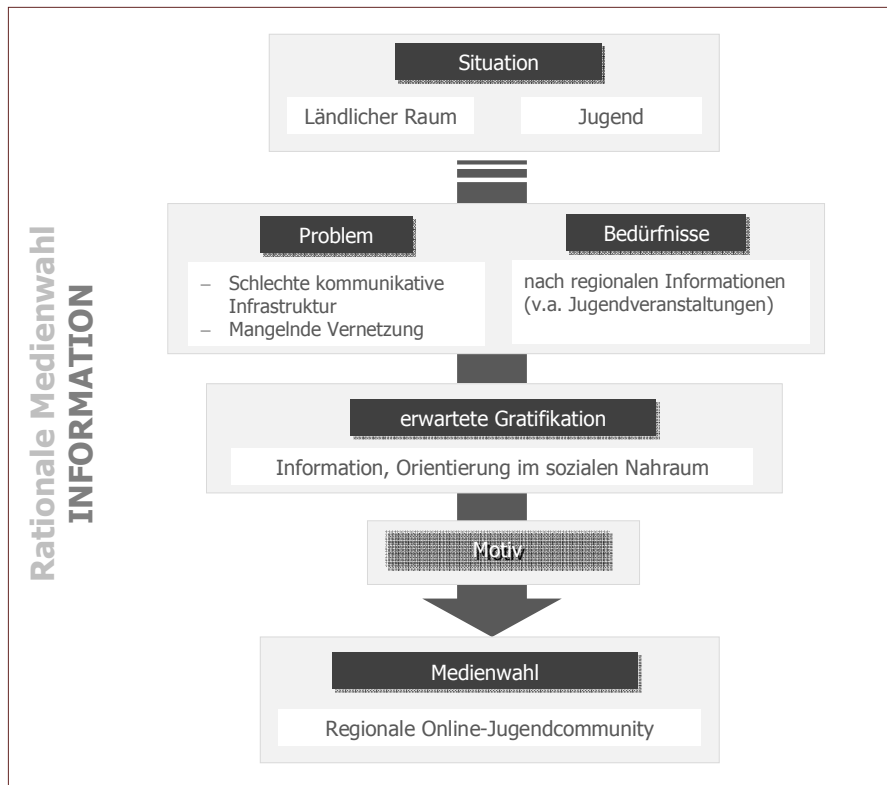 Rationale Medienwahl
INFORMATION
Situation
Ländlicher Raum
Jugend
Problem
– Schlechte kommunikative
Infrastruktur
– Mangelnde Vernetzung
Bedürfnisse
nach regionalen Informationen
(v.a. Jugendveranstaltungen)
erwartete Gratifikation
Information, Orientierung im sozialen Nahraum
Motiv
Medienwahl
Regionale Online-Jugendcommunity